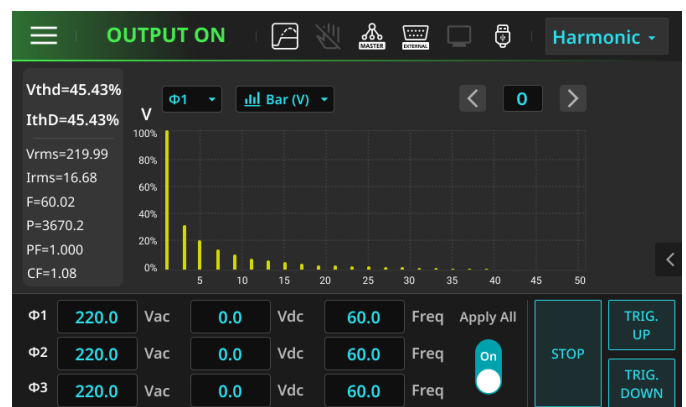 OUTPUT ON
MASTER
EXTERNAL
Harmonic
Vthd=45.43%
IthD=45.43%
Vrms=219.99
Irms=16.68
F=60.02
P=3670.2
PF=1.000
CF=1.08
Φ1 Bar (V) 0
V
100%
80%
60%
40%
20%
0%
5 10 15 20 25 30 35 40 45 50
Φ1 220.0 Vac 0.0 Vdc 60.0 Freq
Φ2 220.0 Vac 0.0 Vdc 60.0 Freq
Φ3 220.0 Vac 0.0 Vdc 60.0 Freq
Apply All
On
STOP
TRIG.
UP
TRIG.
DOWN